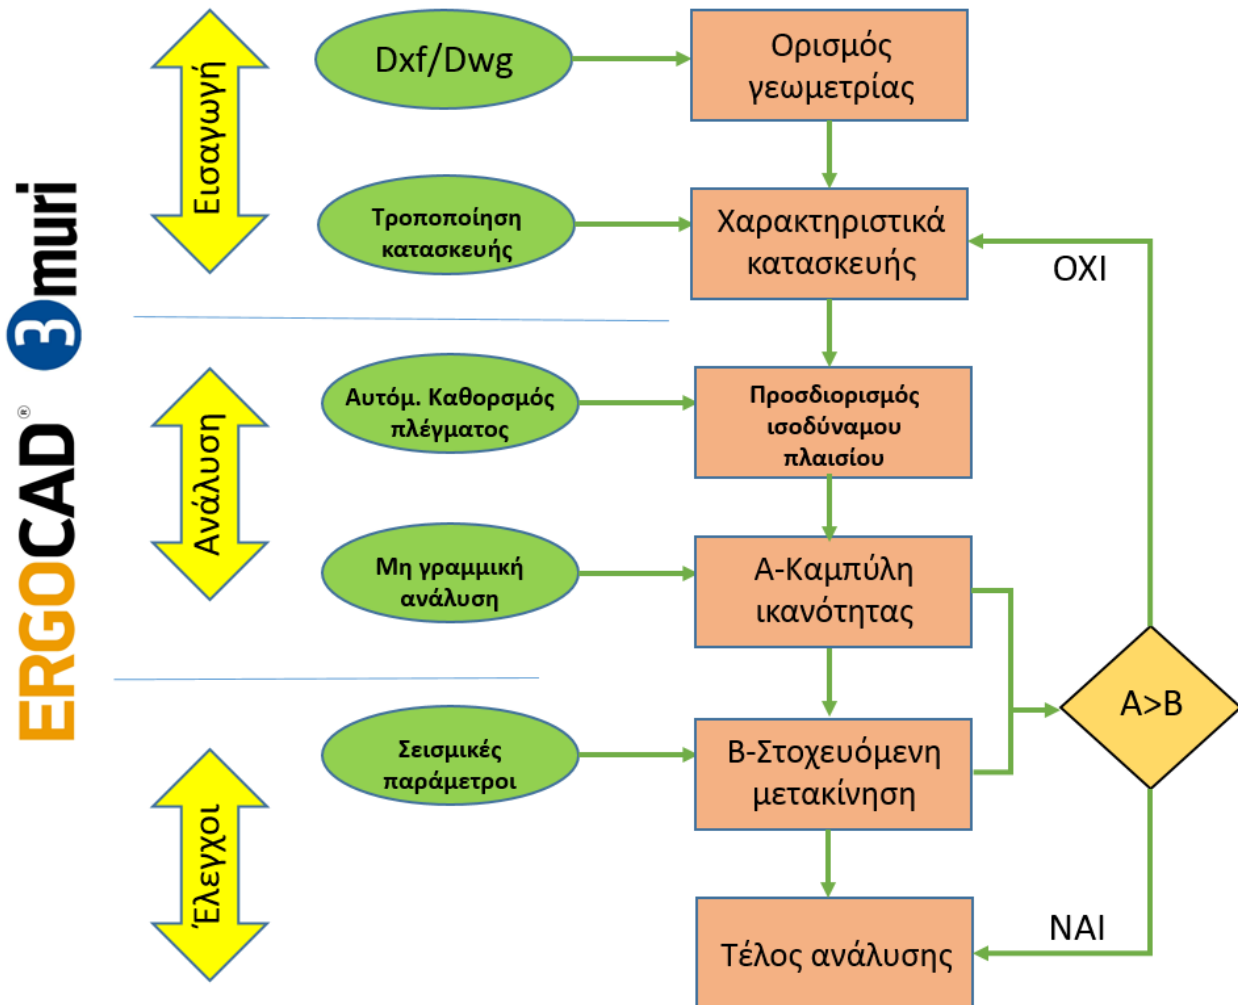 Εισαγωγή
Dxf/Dwg
Ορισμός
γεωμετρίας
Τροποποίηση
κατασκευής
Χαρακτηριστικά
κατασκευής
ΟΧΙ
3muri
ERGOCAD®
Ανάλυση
Αυτόμ. Καθορσμός
πλέγματος
Προσδιορισμός
ισοδύναμου
πλαισίου
Μη γραμμική
ανάλυση
Α-Καμπύλη
ικανότητας
Α>Β
Έλεγχοι
Σεισμικές
παράμετροι
Β-Στοχευόμενη
μετακίνηση
Τέλος ανάλυσης
ΝΑΙ